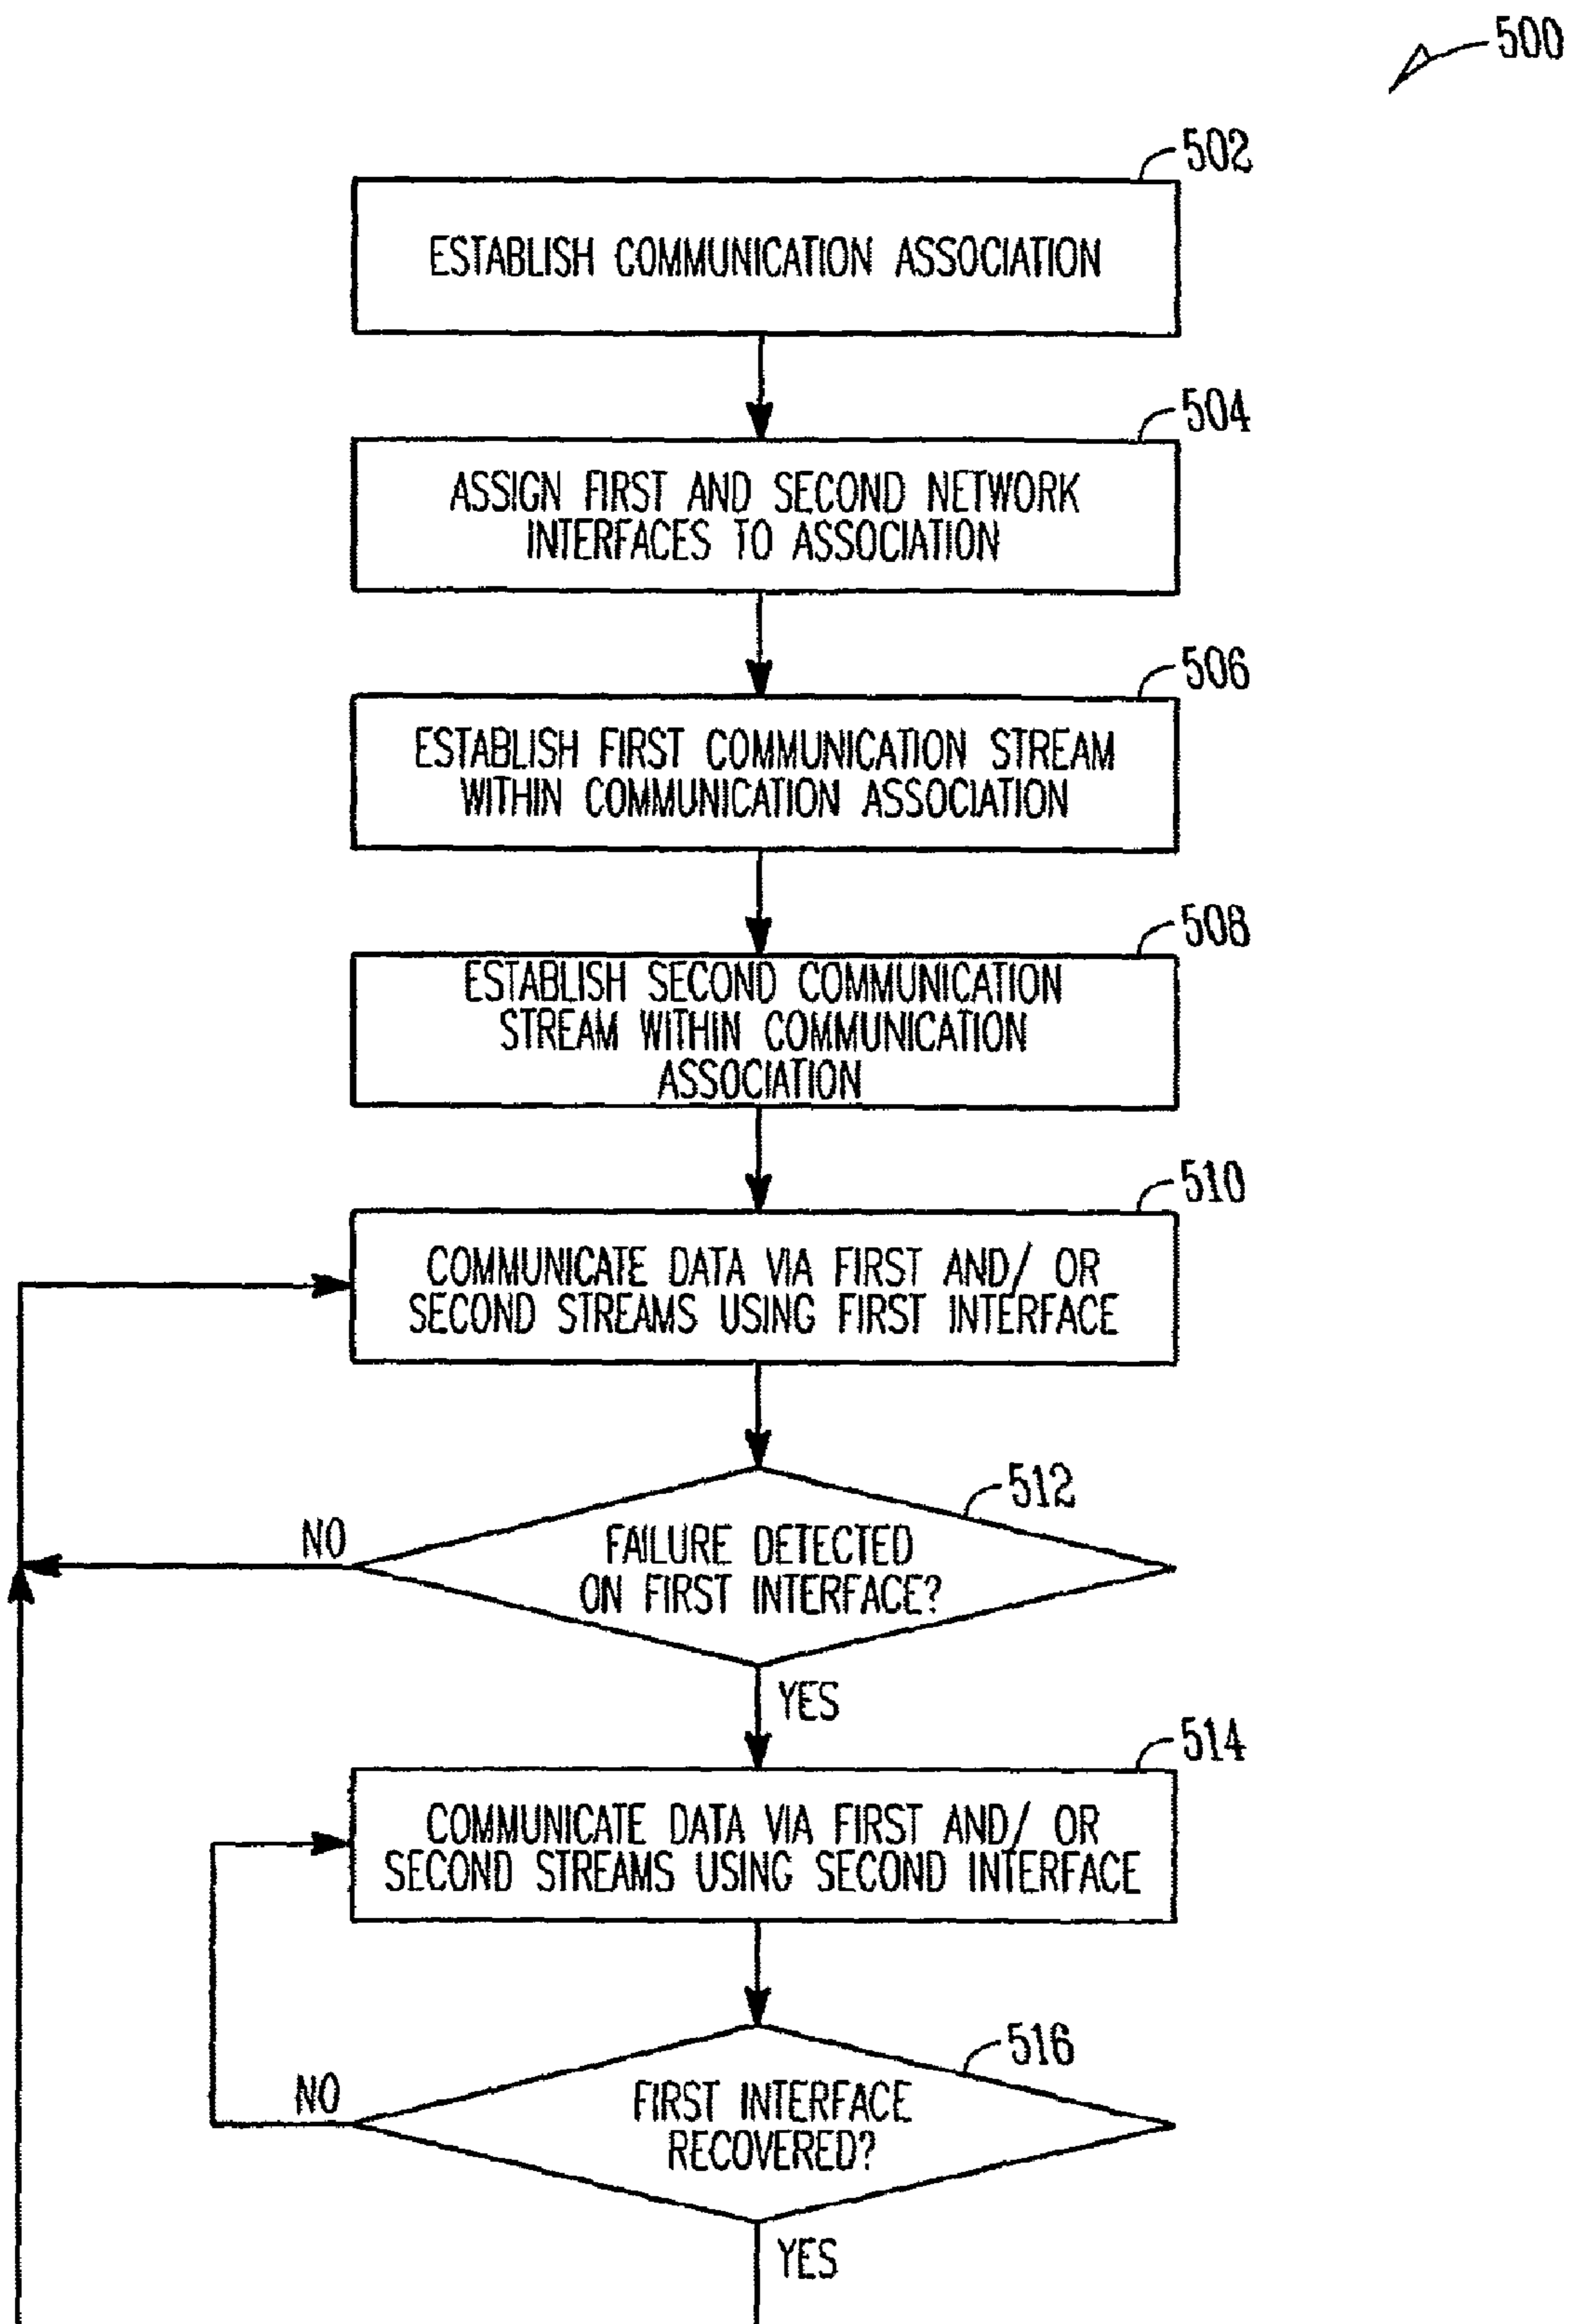 500
502
ESTABLISH COMMUNICATION ASSOCIATION
504
ASSIGN FIRST AND SECOND NETWORK
INTERFACES TO ASSOCIATION
506
ESTABLISH FIRST COMMUNICATION STREAM
WITHIN COMMUNICATION ASSOCIATION
508
ESTABLISH SECOND COMMUNICATION
STREAM WITHIN COMMUNICATION
ASSOCIATION
510
COMMUNICATE DATA VIA FIRST AND/ OR
SECOND STREAMS USING FIRST INTERFACE
512
NO
FAILURE DETECTED
ON FIRST INTERFACE?
YES
514
COMMUNICATE DATA VIA FIRST AND/ OR
SECOND STREAMS USING SECOND INTERFACE
516
NO
FIRST INTERFACE
RECOVERED?
YES